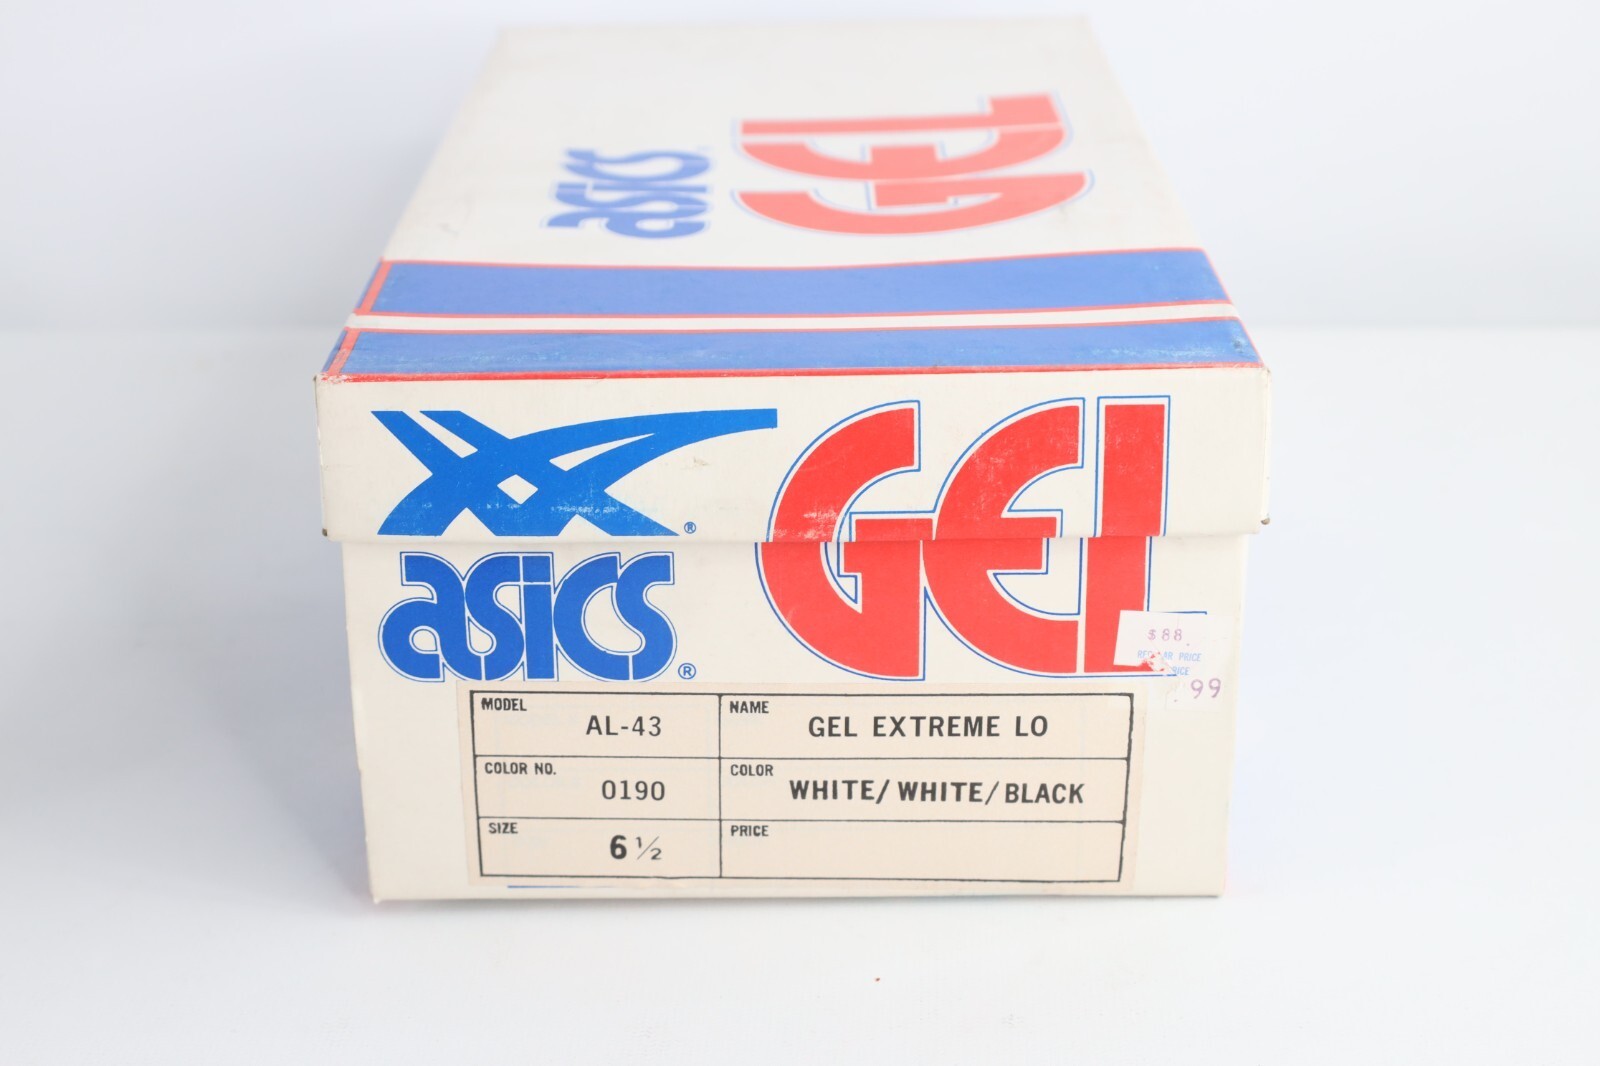 asics GEL
asics® GEL
$88.
PRICE
99
MODEL AL-43 NAME GEL EXTREME LO
COLOR NO. 0190 COLOR WHITE/WHITE/BLACK
SIZE 6 1/2 PRICE